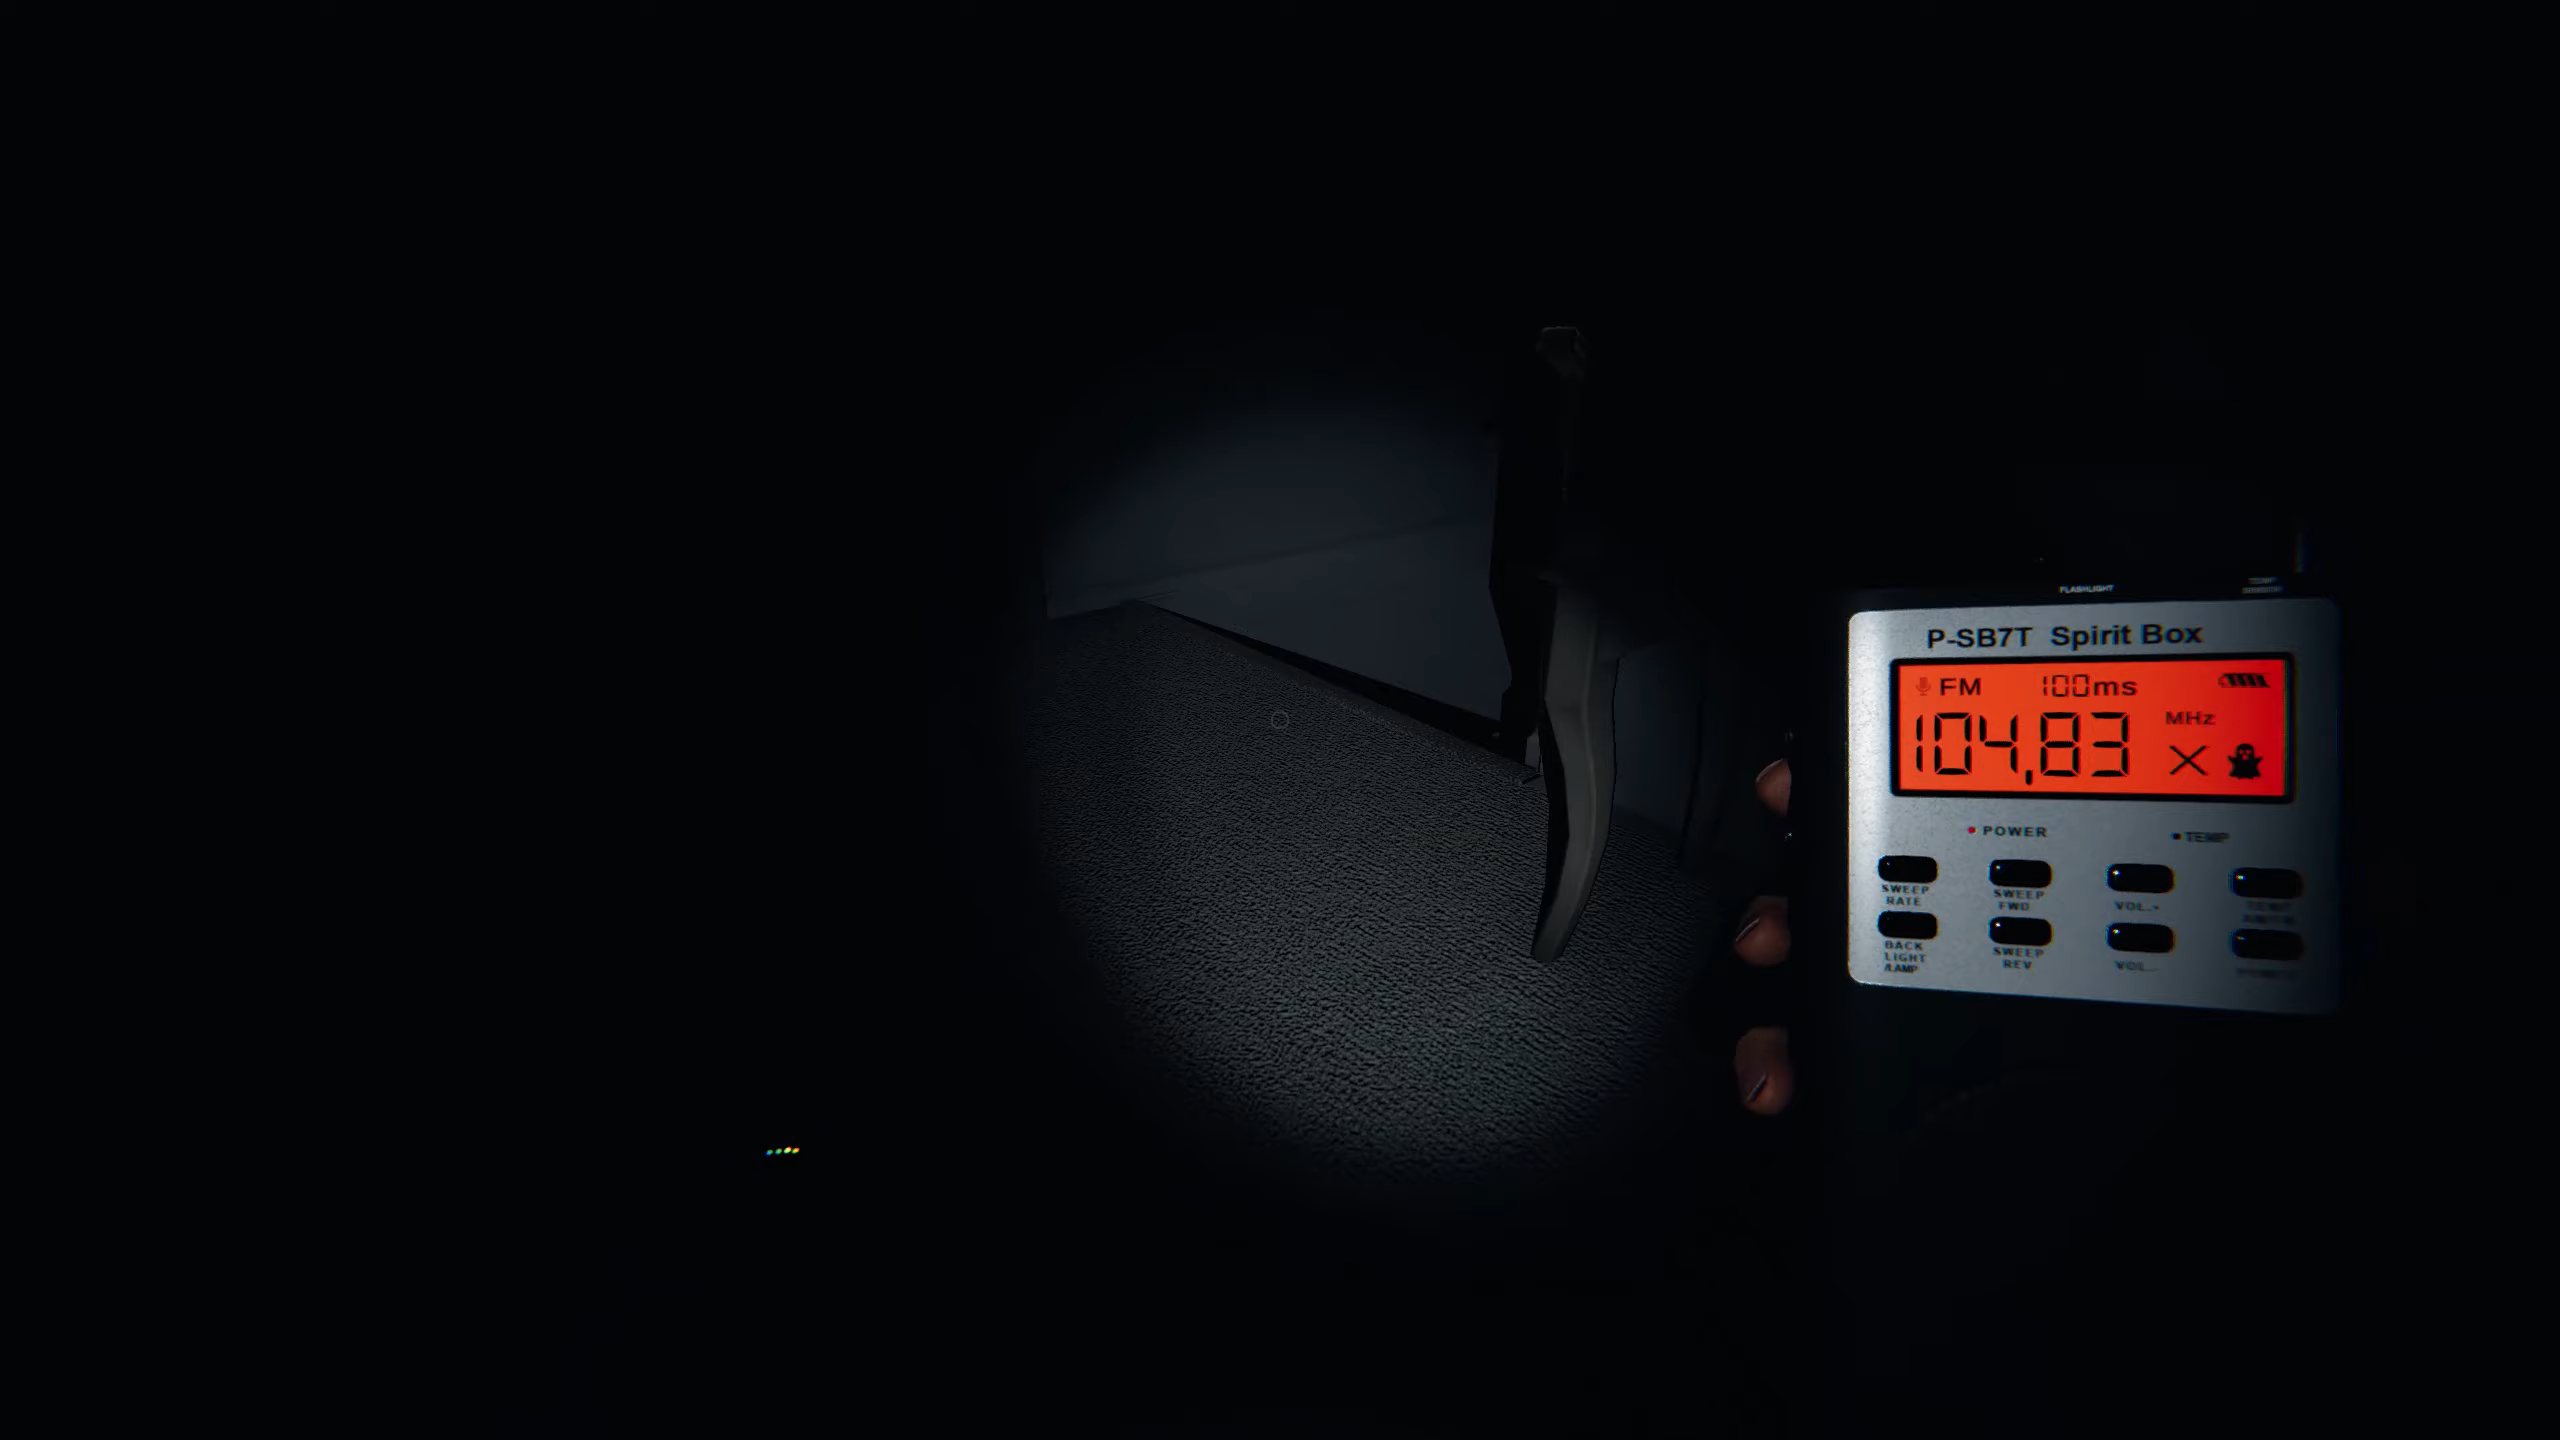 FLASHLIGHT
P-SB7T Spirit Box
FM 100ms
104,83 MHz
POWER
TEMP
SWEEP RATE
SWEEP FWD
VOL.+
BACK LIGHT /LAMP
SWEEP REV
VOL.-